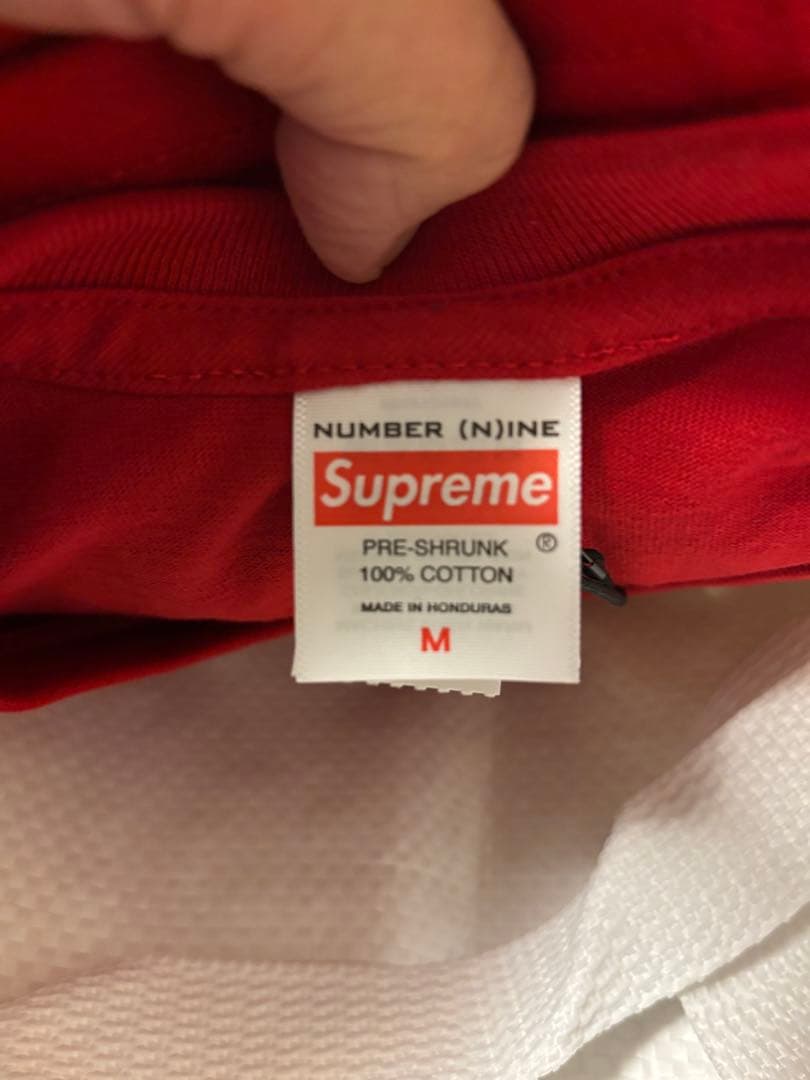 NUMBER (N)INE
Supreme
PRE-SHRUNK ®
100% COTTON
MADE IN HONDURAS
M